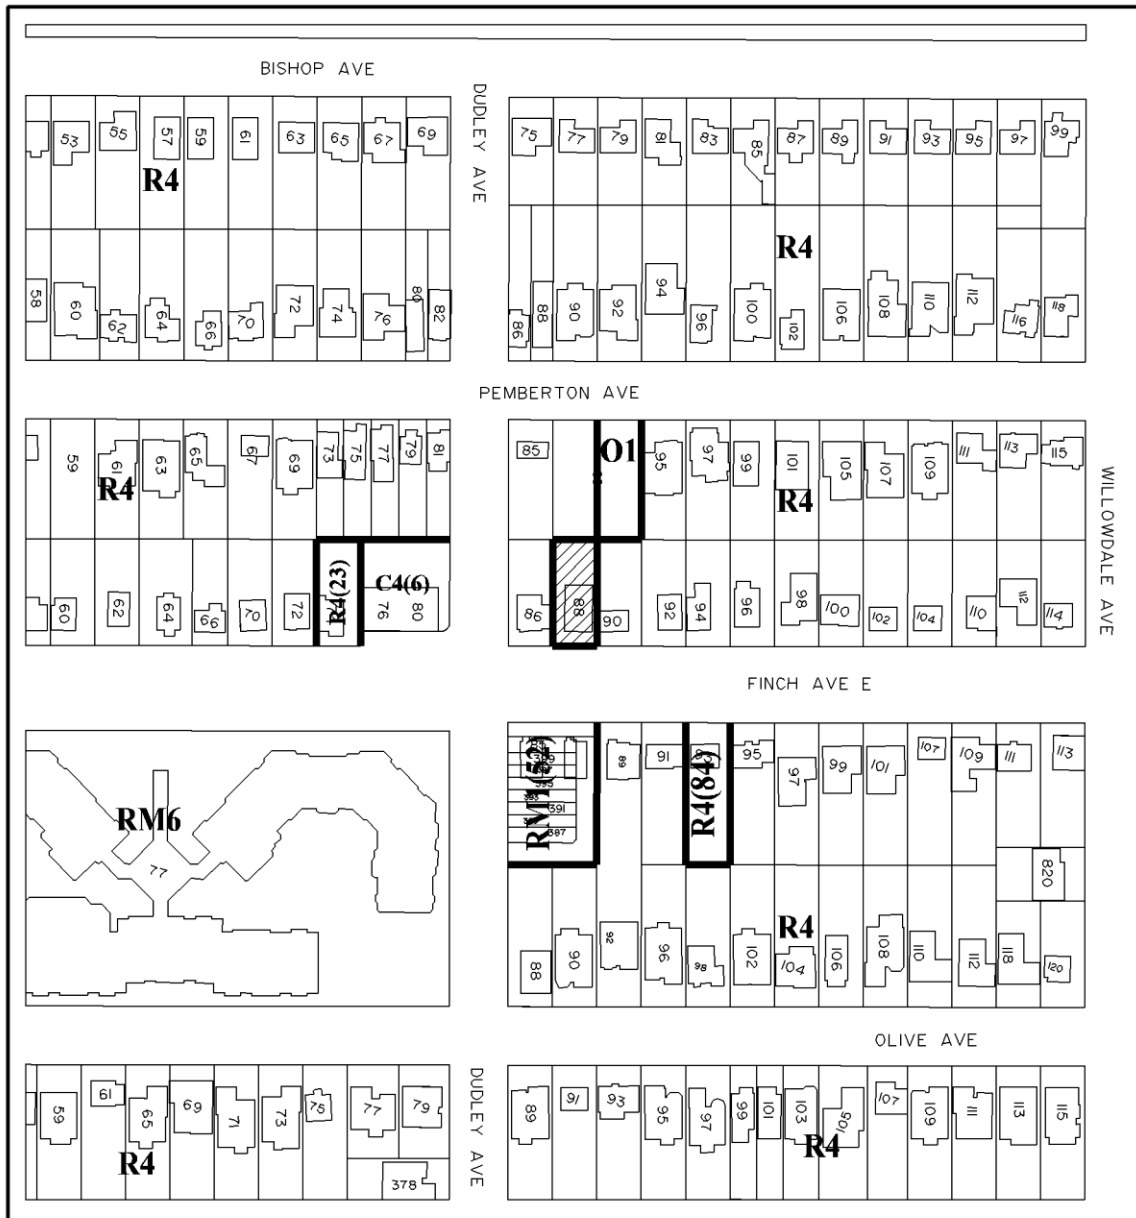 BISHOP AVE
DUDLEY AVE
53 55 57 59 61 63 65 67 69
75 77 79 81 83 85 87 89 91 93 95 97 99
R4
R4
58 60 62 64 66 70 72 74 76 80 82
86 88 90 92 94 96 100 102 106 108 110 112 116 118
PEMBERTON AVE
59 61 63 65 67 69 73 75 77 79 81
85 O1 95 97 99 101 105 107 109 111 113 115
R4
R4
WILLOWDALE AVE
R4(23)
C4(6)
60 62 64 66 70 72 76 80
86 88 90 92 94 96 98 100 102 104 110 112 114
FINCH AVE E
RM1(52)
R4(84)
395
391
387
89 91 95 97 99 101 107 109 111 113
RM6
77
820
R4
88 90 92 96 98 102 104 106 108 110 112 118 120
OLIVE AVE
DUDLEY AVE
59 61 65 69 71 73 75 77 79
89 91 93 95 97 99 101 103 105 107 109 111 113 115
R4
R4
378